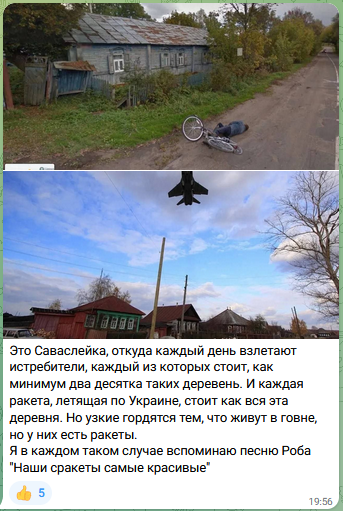 Это Саваслейка, откуда каждый день взлетают
истребители, каждый из которых стоит, как
минимум два десятка таких деревень. И каждая
ракета, летящая по Украине, стоит как вся эта
деревня. Но узкие гордятся тем, что живут в говне,
но у них есть ракеты.
Я в каждом таком случае вспоминаю песню Роба
"Наши сракеты самые красивые"
5
19:56